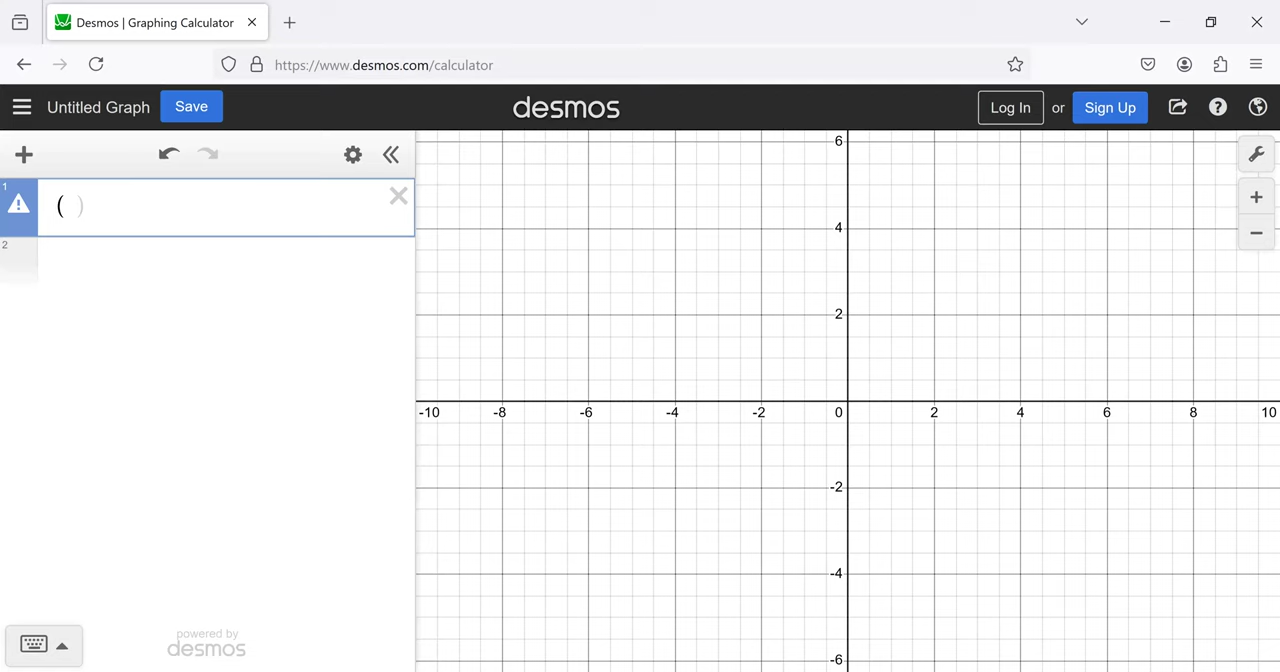 Desmos | Graphing Calculator
https://www.desmos.com/calculator
Untitled Graph Save desmos Log In or Sign Up
1
( )
2
powered by
desmos
6
4
2
-10 -8 -6 -4 -2 0 2 4 6 8 10
-2
-4
-6